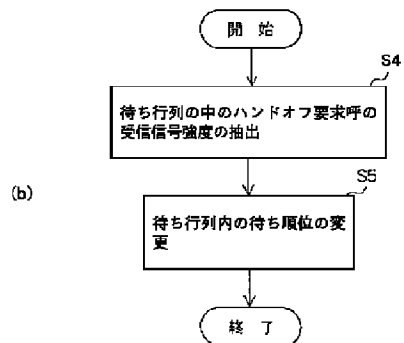 開 始
S4
待ち行列の中のハンドオフ要求呼の
受信信号強度の抽出
S5
(b)
待ち行列内の待ち順位の変
更
終 了